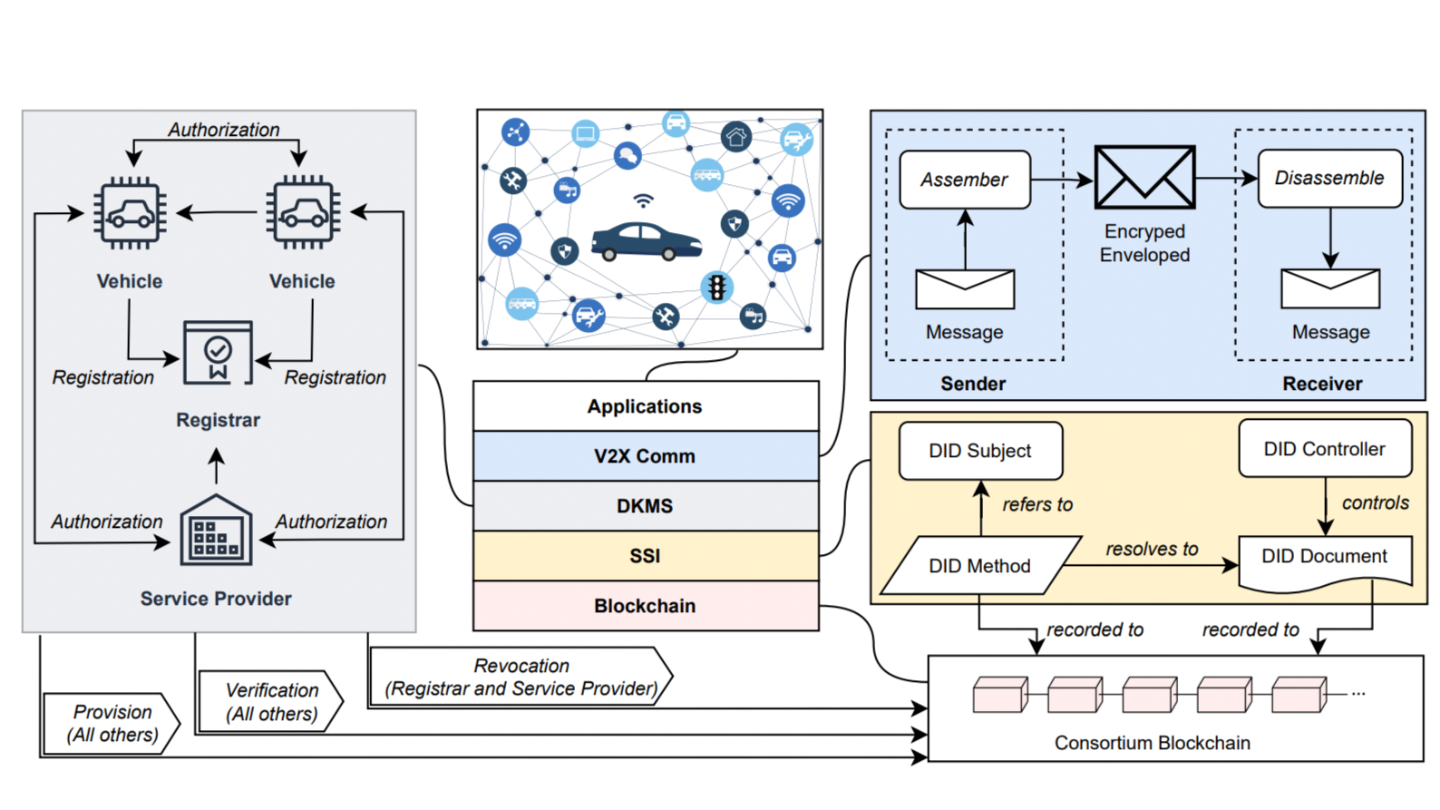 Authorization
Vehicle
Vehicle
Registration
Registration
Registrar
Authorization
Authorization
Service Provider
Provision
(All others)
Verification
(All others)
Revocation
(Registrar and Service Provider)
Applications
V2X Comm
DKMS
SSI
Blockchain
Assember
Encryped
Enveloped
Disassemble
Message
Message
Sender
Receiver
DID Subject
DID Controller
refers to
controls
DID Method
resolves to
DID Document
recorded to
recorded to
...
Consortium Blockchain